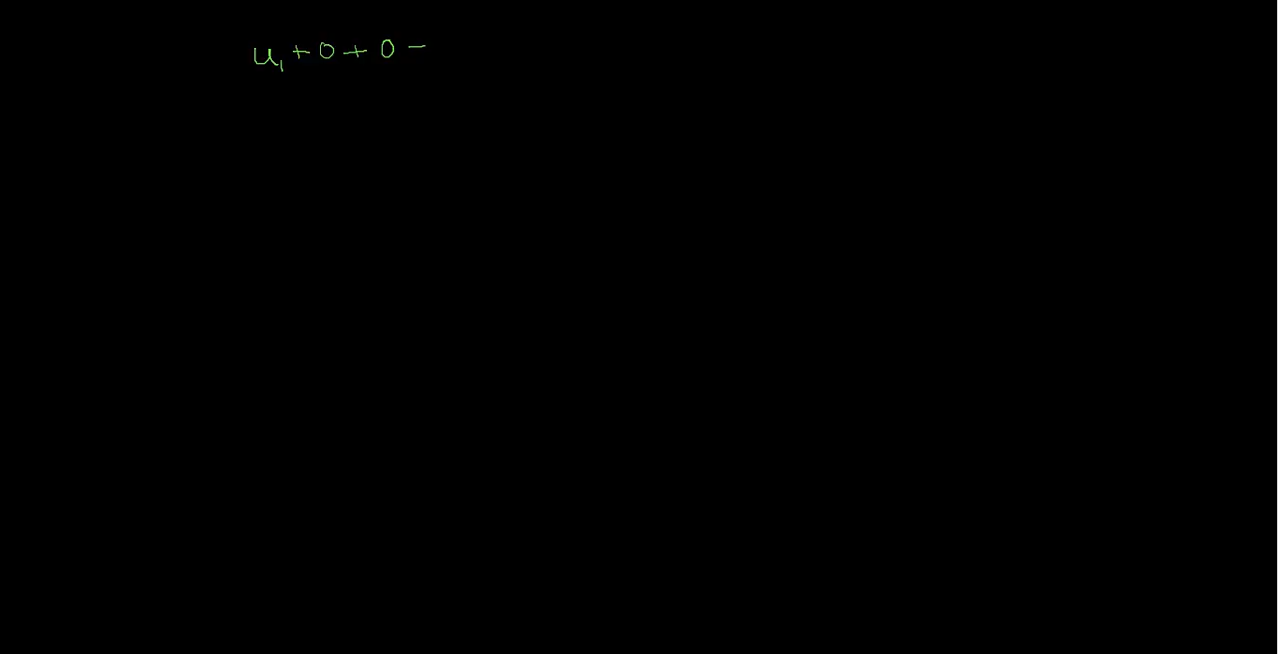 u₁ + 0 + 0 -